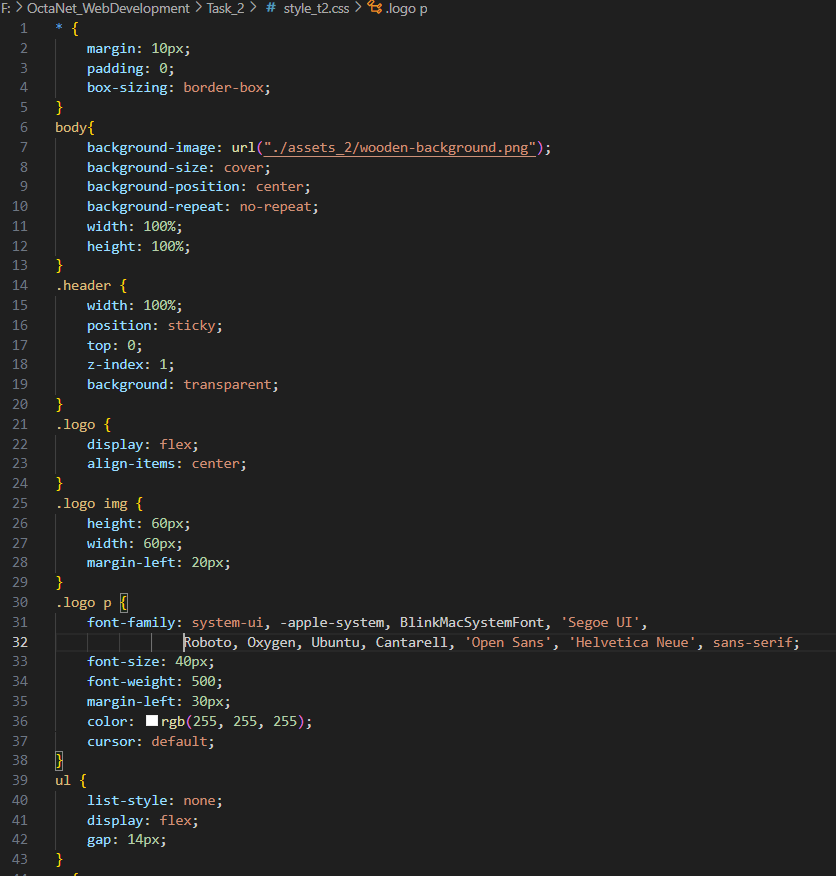 F: > OctaNet_WebDevelopment > Task_2 > # style_t2.css > .logo p
1 * {
2     margin: 10px;
3     padding: 0;
4     box-sizing: border-box;
5 }
6 body{
7     background-image: url("./assets_2/wooden-background.png");
8     background-size: cover;
9     background-position: center;
10     background-repeat: no-repeat;
11     width: 100%;
12     height: 100%;
13 }
14 .header {
15     width: 100%;
16     position: sticky;
17     top: 0;
18     z-index: 1;
19     background: transparent;
20 }
21 .logo {
22     display: flex;
23     align-items: center;
24 }
25 .logo img {
26     height: 60px;
27     width: 60px;
28     margin-left: 20px;
29 }
30 .logo p {
31     font-family: system-ui, -apple-system, BlinkMacSystemFont, 'Segoe UI',
32                 Roboto, Oxygen, Ubuntu, Cantarell, 'Open Sans', 'Helvetica Neue', sans-serif;
33     font-size: 40px;
34     font-weight: 500;
35     margin-left: 30px;
36     color: rgb(255, 255, 255);
37     cursor: default;
38 }
39 ul {
40     list-style: none;
41     display: flex;
42     gap: 14px;
43 }